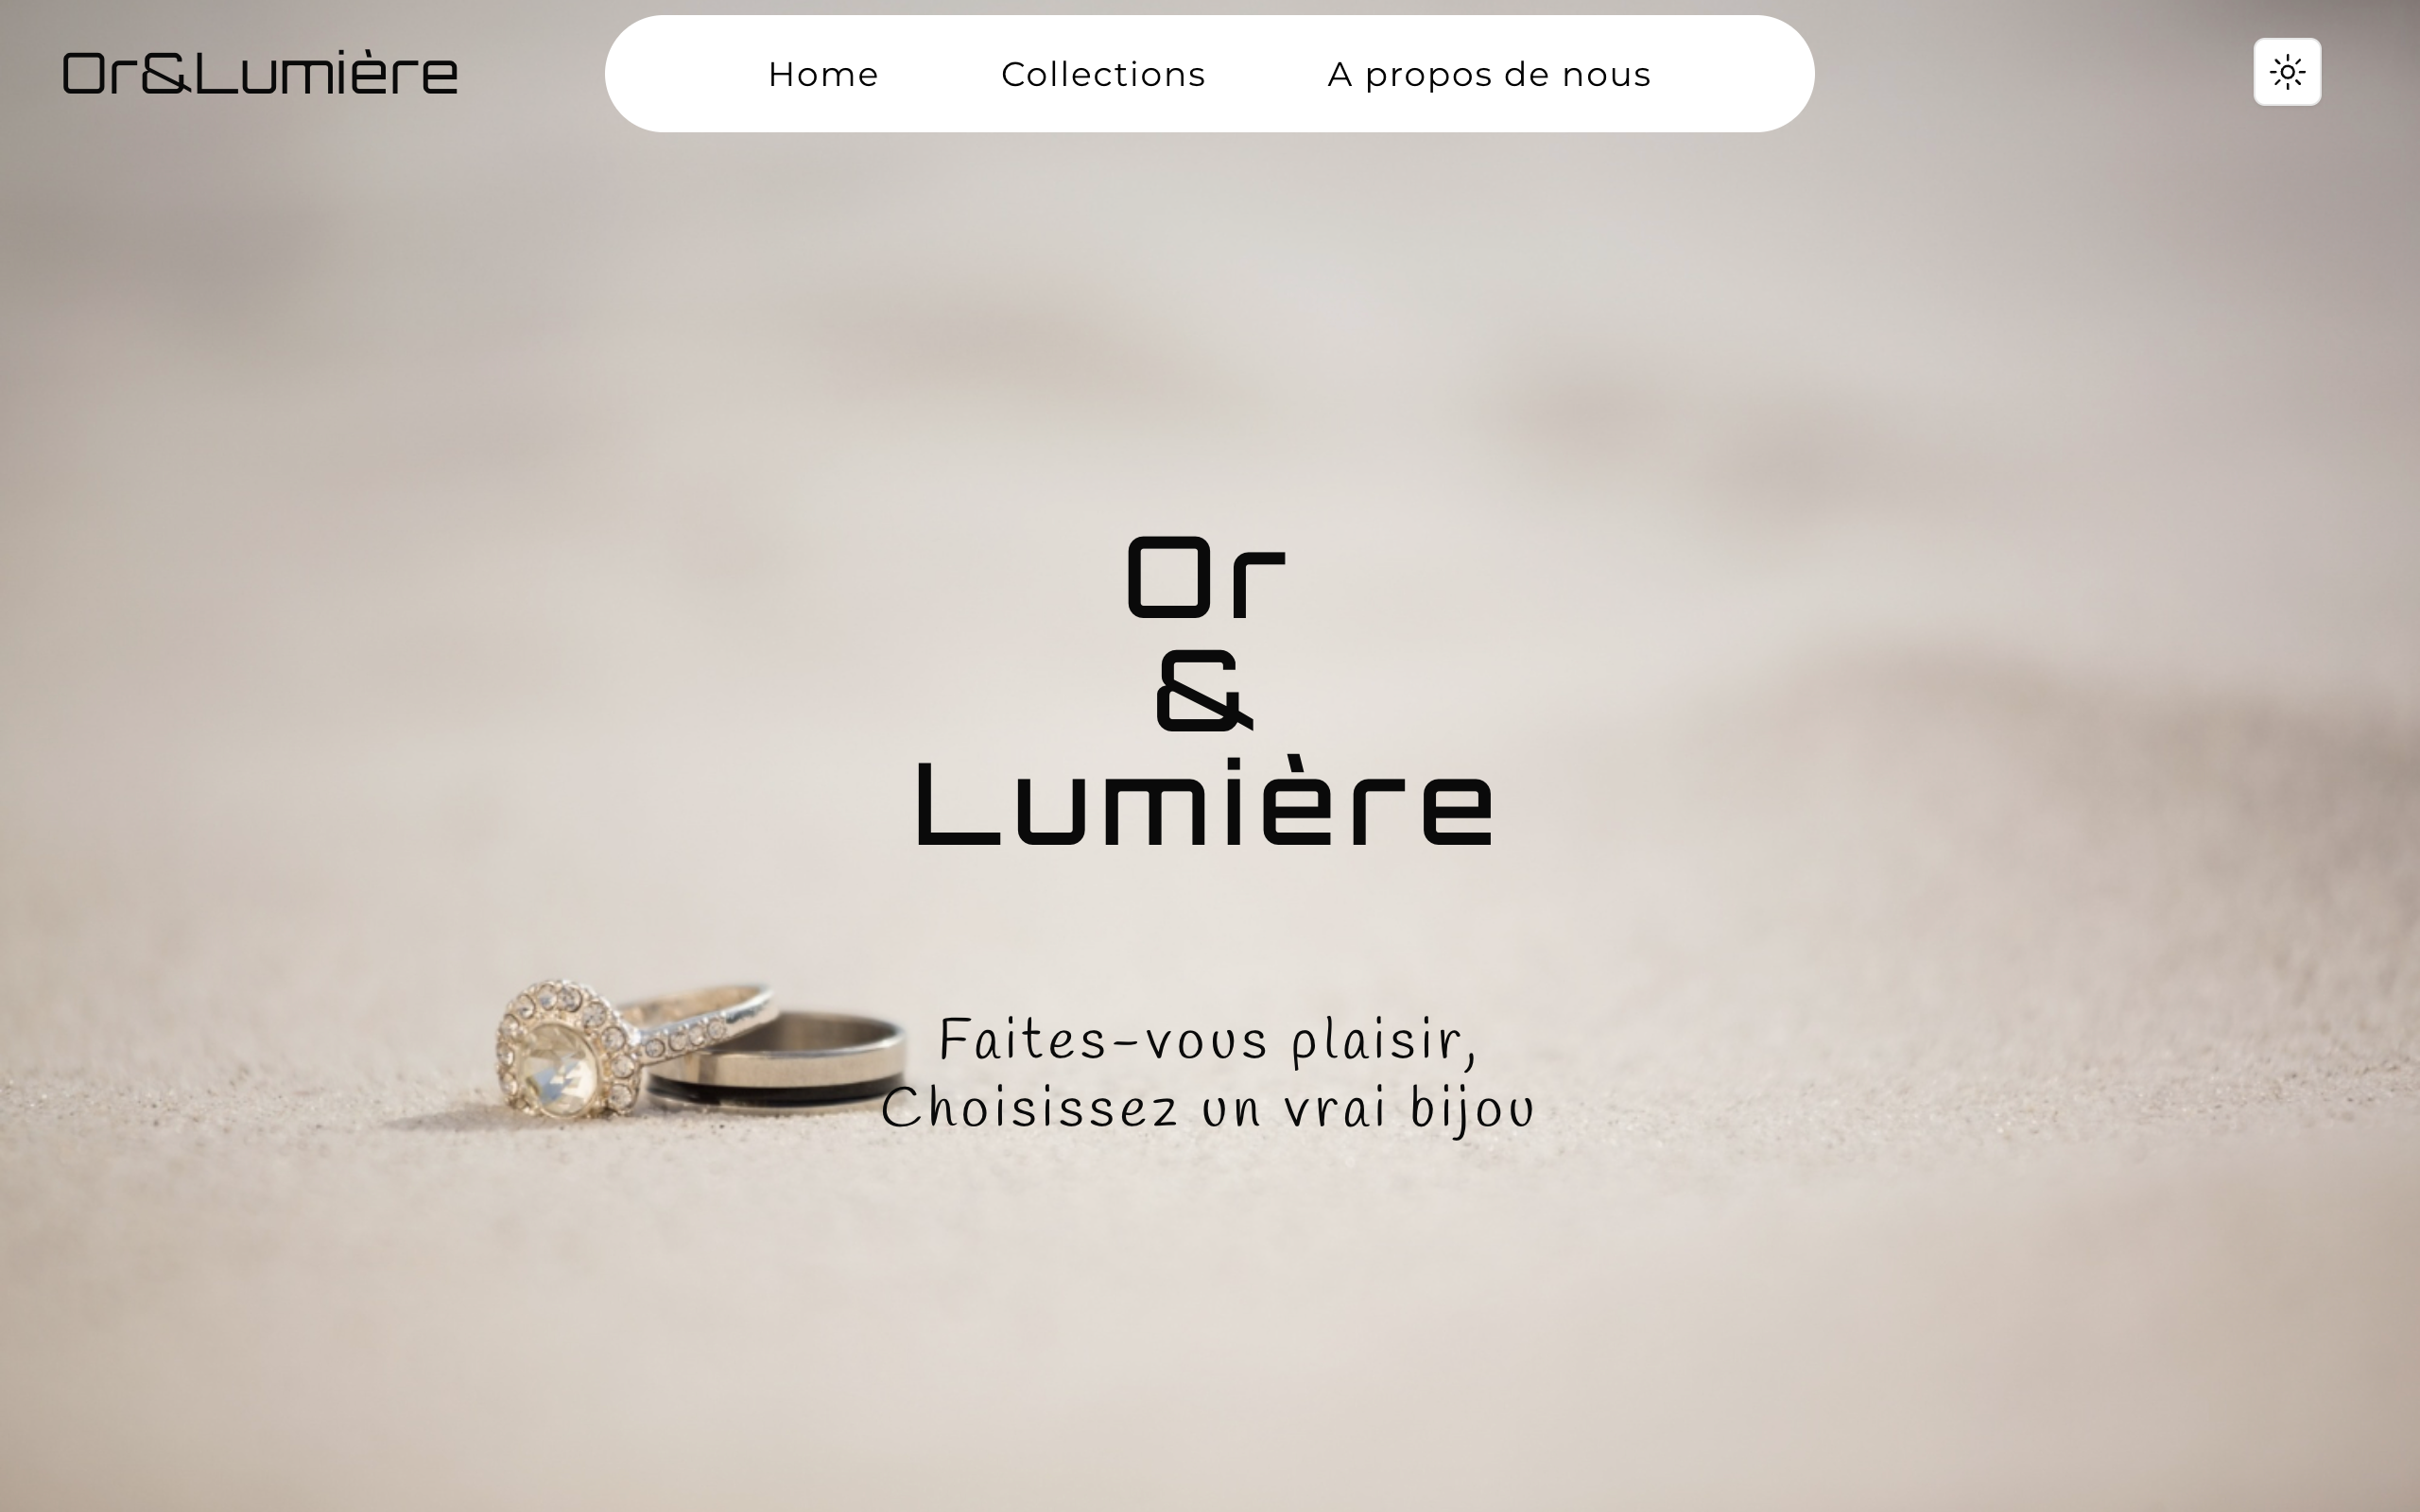 Or&Lumière
Home
Collections
A propos de nous
Or
&
Lumière
Faites-vous plaisir,
Choisissez un vrai bijou